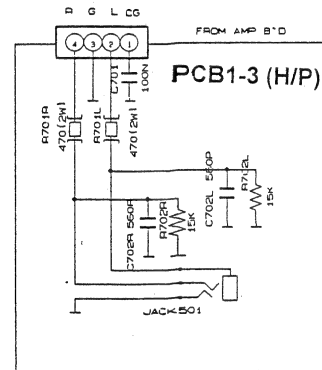 R G L CG
FROM AMP B'D
4 3 2 1
C701
100N
PCB1-3 (H/P)
R701R
470(2W)
R701L
470(2W)
560P
C702L
R702L
15K
560P
C702R
R702R
15K
JACK501